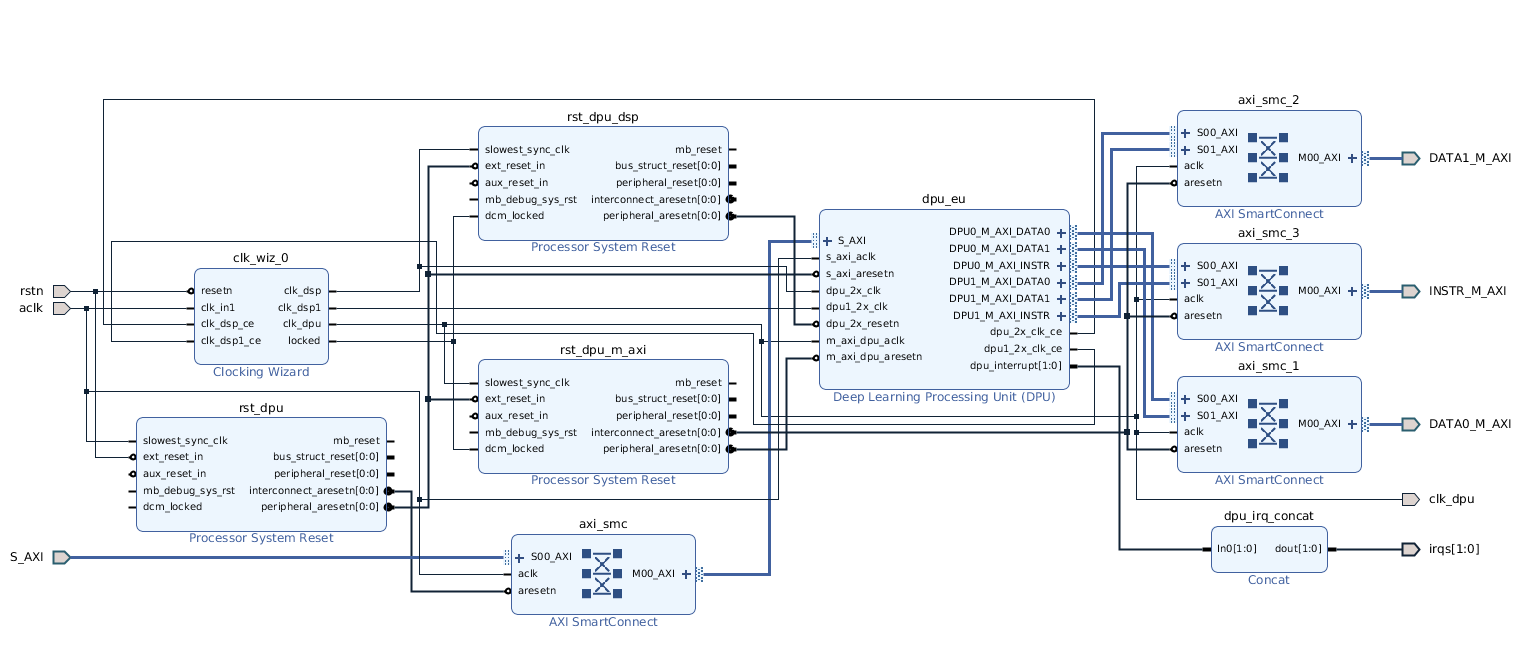 rstn
aclk
S_AXI
clk_wiz_0
resetn
clk_in1
clk_dsp_ce
clk_dsp1_ce
clk_dsp
clk_dsp1
clk_dpu
locked
Clocking Wizard
rst_dpu
slowest_sync_clk
ext_reset_in
aux_reset_in
mb_debug_sys_rst
dcm_locked
mb_reset
bus_struct_reset[0:0]
peripheral_reset[0:0]
interconnect_aresetn[0:0]
peripheral_aresetn[0:0]
Processor System Reset
rst_dpu_dsp
slowest_sync_clk
ext_reset_in
aux_reset_in
mb_debug_sys_rst
dcm_locked
mb_reset
bus_struct_reset[0:0]
peripheral_reset[0:0]
interconnect_aresetn[0:0]
peripheral_aresetn[0:0]
Processor System Reset
rst_dpu_m_axi
slowest_sync_clk
ext_reset_in
aux_reset_in
mb_debug_sys_rst
dcm_locked
mb_reset
bus_struct_reset[0:0]
peripheral_reset[0:0]
interconnect_aresetn[0:0]
peripheral_aresetn[0:0]
Processor System Reset
axi_smc
S00_AXI
aclk
aresetn
M00_AXI
AXI SmartConnect
dpu_eu
S_AXI
s_axi_aclk
s_axi_aresetn
dpu_2x_clk
dpu1_2x_clk
dpu_2x_resetn
m_axi_dpu_aclk
m_axi_dpu_aresetn
DPU0_M_AXI_DATA0
DPU0_M_AXI_DATA1
DPU0_M_AXI_INSTR
DPU1_M_AXI_DATA0
DPU1_M_AXI_DATA1
DPU1_M_AXI_INSTR
dpu_2x_clk_ce
dpu1_2x_clk_ce
dpu_interrupt[1:0]
Deep Learning Processing Unit (DPU)
axi_smc_2
S00_AXI
S01_AXI
aclk
aresetn
M00_AXI
AXI SmartConnect
axi_smc_3
S00_AXI
S01_AXI
aclk
aresetn
M00_AXI
AXI SmartConnect
axi_smc_1
S00_AXI
S01_AXI
aclk
aresetn
M00_AXI
AXI SmartConnect
dpu_irq_concat
In0[1:0]
dout[1:0]
Concat
DATA1_M_AXI
INSTR_M_AXI
DATA0_M_AXI
clk_dpu
irqs[1:0]